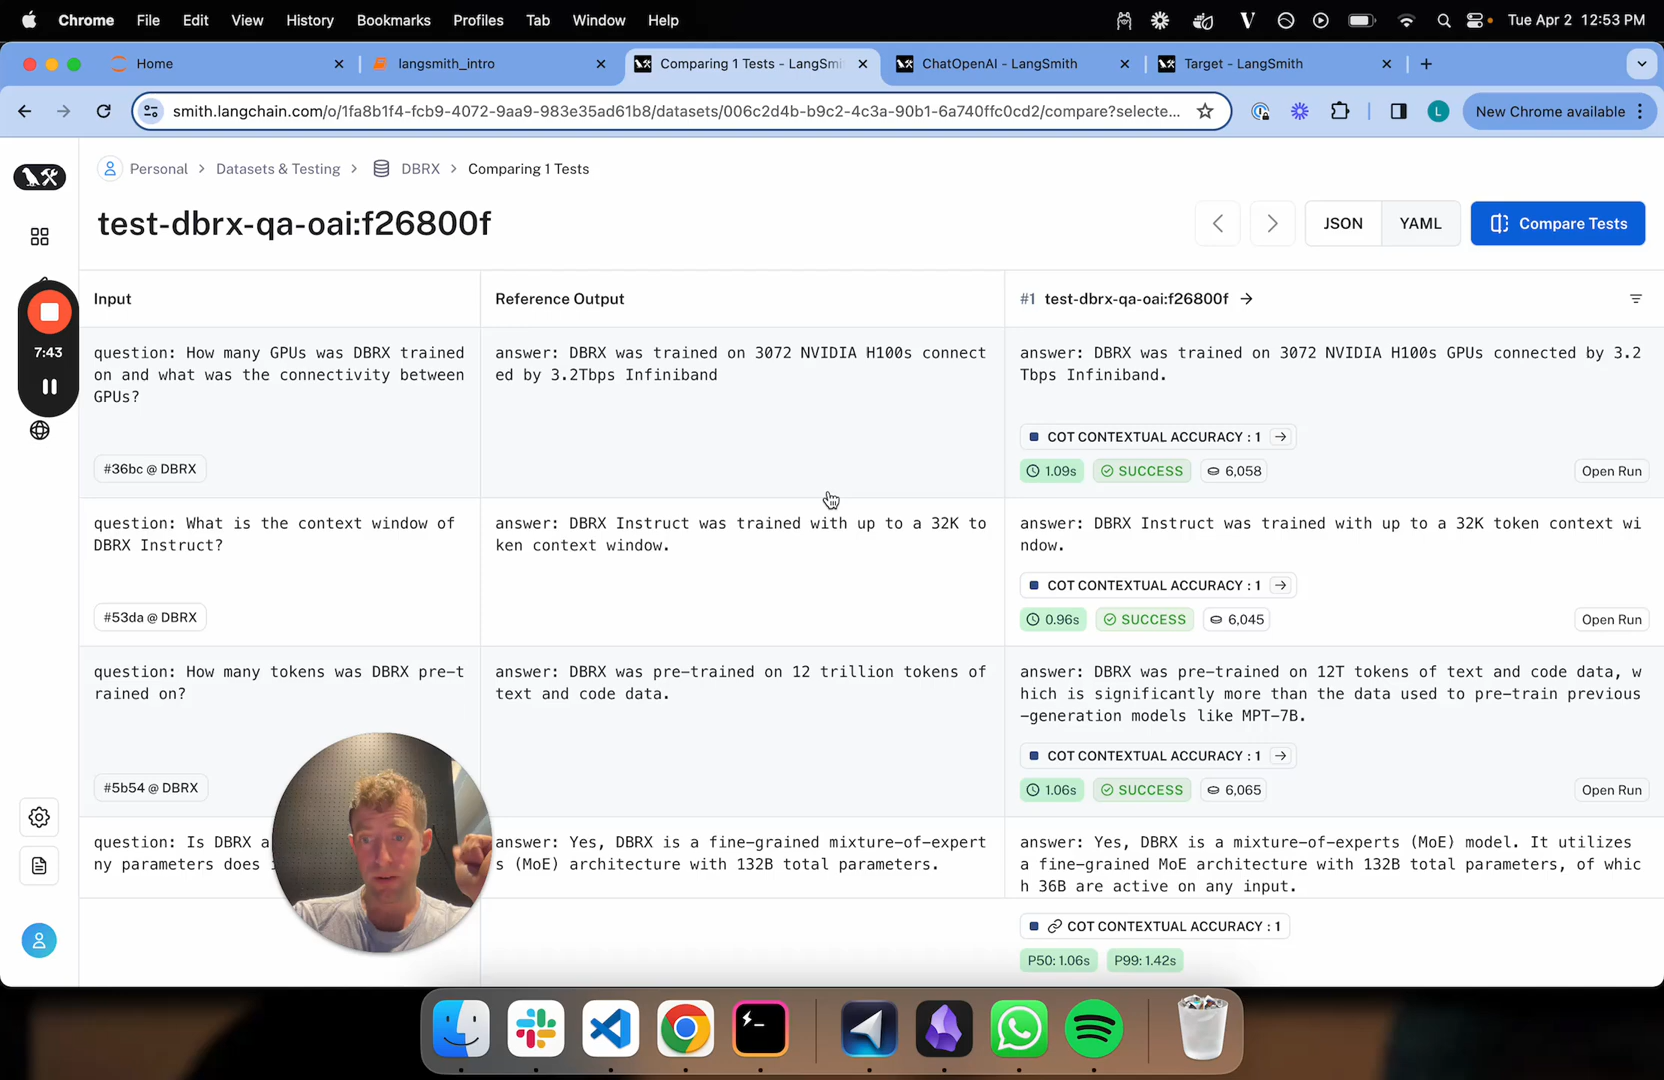 Chrome File Edit View History Bookmarks Profiles Tab Window Help V Tue Apr 2 12:53 PM
Home langsmith_intro Comparing 1 Tests - LangSmi ChatOpenAI - LangSmith Target - LangSmith
smith.langchain.com/o/1fa8b1f4-fcb9-4072-9aa9-983e35ad61b8/datasets/006c2d4b-b9c2-4c3a-90b1-6a740ffc0cd2/compare?selecte... L New Chrome available
Personal > Datasets & Testing > DBRX > Comparing 1 Tests
test-dbrx-qa-oai:f26800f
JSON YAML Compare Tests
7:43
Input Reference Output #1 test-dbrx-qa-oai:f26800f →
question: How many GPUs was DBRX trained
on and what was the connectivity between
GPUs?
#36bc @ DBRX
answer: DBRX was trained on 3072 NVIDIA H100s connect
ed by 3.2Tbps Infiniband
answer: DBRX was trained on 3072 NVIDIA H100s GPUs connected by 3.2
Tbps Infiniband.
COT CONTEXTUAL ACCURACY : 1 →
1.09s SUCCESS 6,058 Open Run
question: What is the context window of
DBRX Instruct?
#53da @ DBRX
answer: DBRX Instruct was trained with up to a 32K to
ken context window.
answer: DBRX Instruct was trained with up to a 32K token context wi
ndow.
COT CONTEXTUAL ACCURACY : 1 →
0.96s SUCCESS 6,045 Open Run
question: How many tokens was DBRX pre-t
rained on?
#5b54 @ DBRX
answer: DBRX was pre-trained on 12 trillion tokens of
text and code data.
answer: DBRX was pre-trained on 12T tokens of text and code data, w
hich is significantly more than the data used to pre-train previous
-generation models like MPT-7B.
COT CONTEXTUAL ACCURACY : 1 →
1.06s SUCCESS 6,065 Open Run
question: Is DBRX a
ny parameters does
answer: Yes, DBRX is a fine-grained mixture-of-expert
s (MoE) architecture with 132B total parameters.
answer: Yes, DBRX is a mixture-of-experts (MoE) model. It utilizes
a fine-grained MoE architecture with 132B total parameters, of whic
h 36B are active on any input.
COT CONTEXTUAL ACCURACY : 1
P50: 1.06s P99: 1.42s